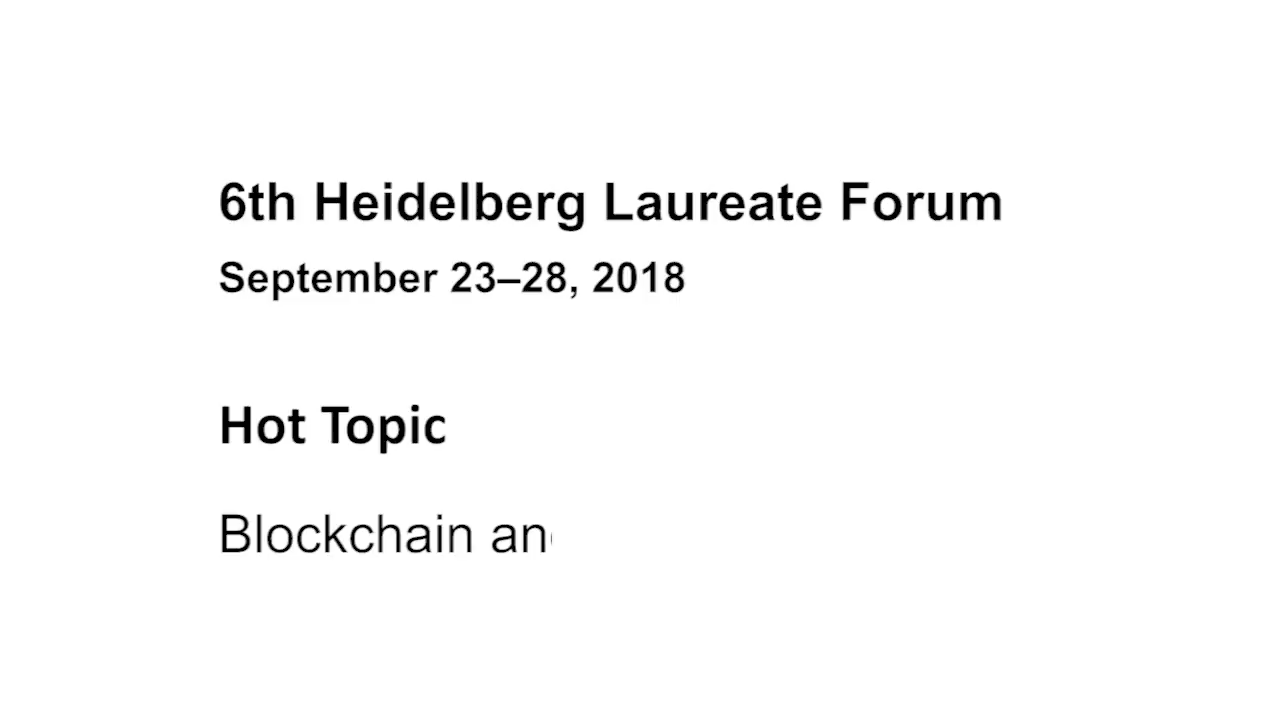 6th Heidelberg Laureate Forum
September 23–28, 2018
Hot Topic
Blockchain an